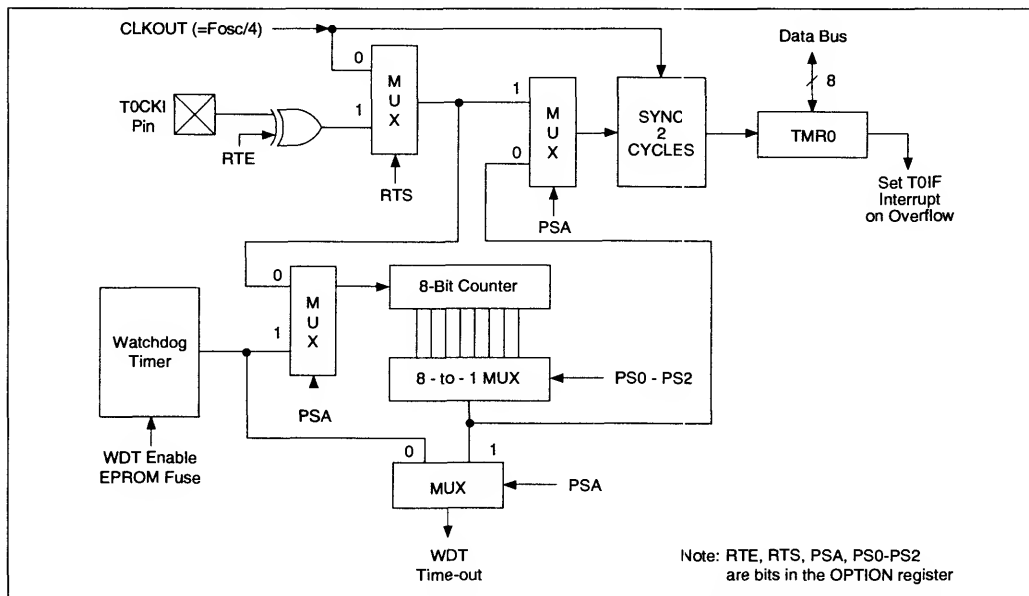 CLKOUT (=Fosc/4)
Data Bus
0
8
M
U
X
T0CKI
Pin
1
1
M
U
X
SYNC
2
CYCLES
TMR0
RTE
0
RTS
Set T0IF
Interrupt
on Overflow
PSA
0
M
U
X
8-Bit Counter
1
Watchdog
Timer
8 - to - 1 MUX
PS0 - PS2
PSA
0
1
WDT Enable
EPROM Fuse
MUX
PSA
WDT
Time-out
Note: RTE, RTS, PSA, PS0-PS2
are bits in the OPTION register